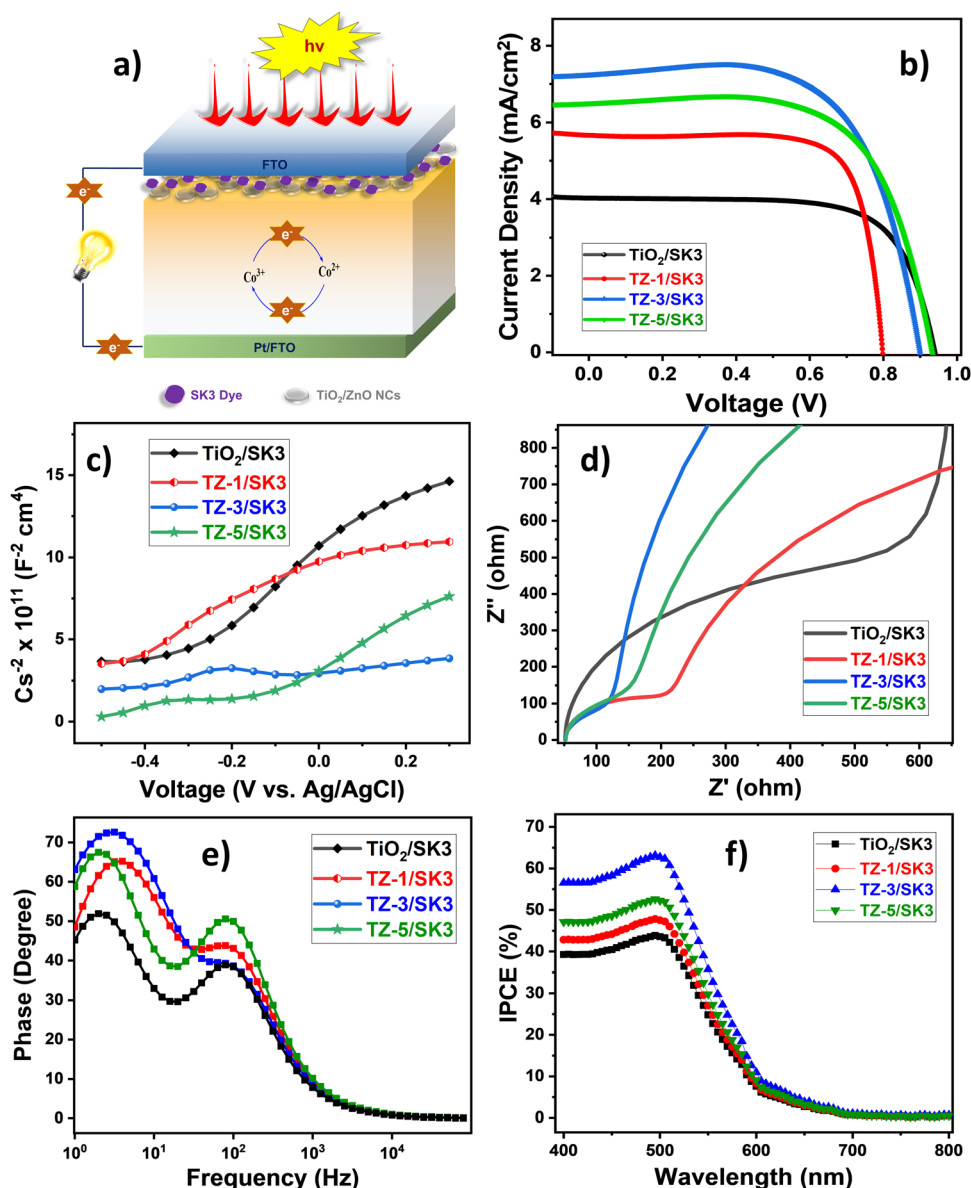 a)
hν
FTO
e-
e-
Co3+
Co2+
e-
e-
Pt/FTO
SK3 Dye
TiO2/ZnO NCs
b)
Current Density (mA/cm2)
8
6
4
2
0
TiO2/SK3
TZ-1/SK3
TZ-3/SK3
TZ-5/SK3
0.0 0.2 0.4 0.6 0.8 1.0
Voltage (V)
c)
Cs-2 x 1011 (F-2 cm4)
15
10
5
0
TiO2/SK3
TZ-1/SK3
TZ-3/SK3
TZ-5/SK3
-0.4 -0.2 0.0 0.2
Voltage (V vs. Ag/AgCl)
d)
Z'' (ohm)
800
700
600
500
400
300
200
100
0
TiO2/SK3
TZ-1/SK3
TZ-3/SK3
TZ-5/SK3
100 200 300 400 500 600
Z' (ohm)
e)
Phase (Degree)
70
60
50
40
30
20
10
0
TiO2/SK3
TZ-1/SK3
TZ-3/SK3
TZ-5/SK3
100 101 102 103 104
Frequency (Hz)
f)
IPCE (%)
70
60
50
40
30
20
10
0
TiO2/SK3
TZ-1/SK3
TZ-3/SK3
TZ-5/SK3
400 500 600 700 800
Wavelength (nm)